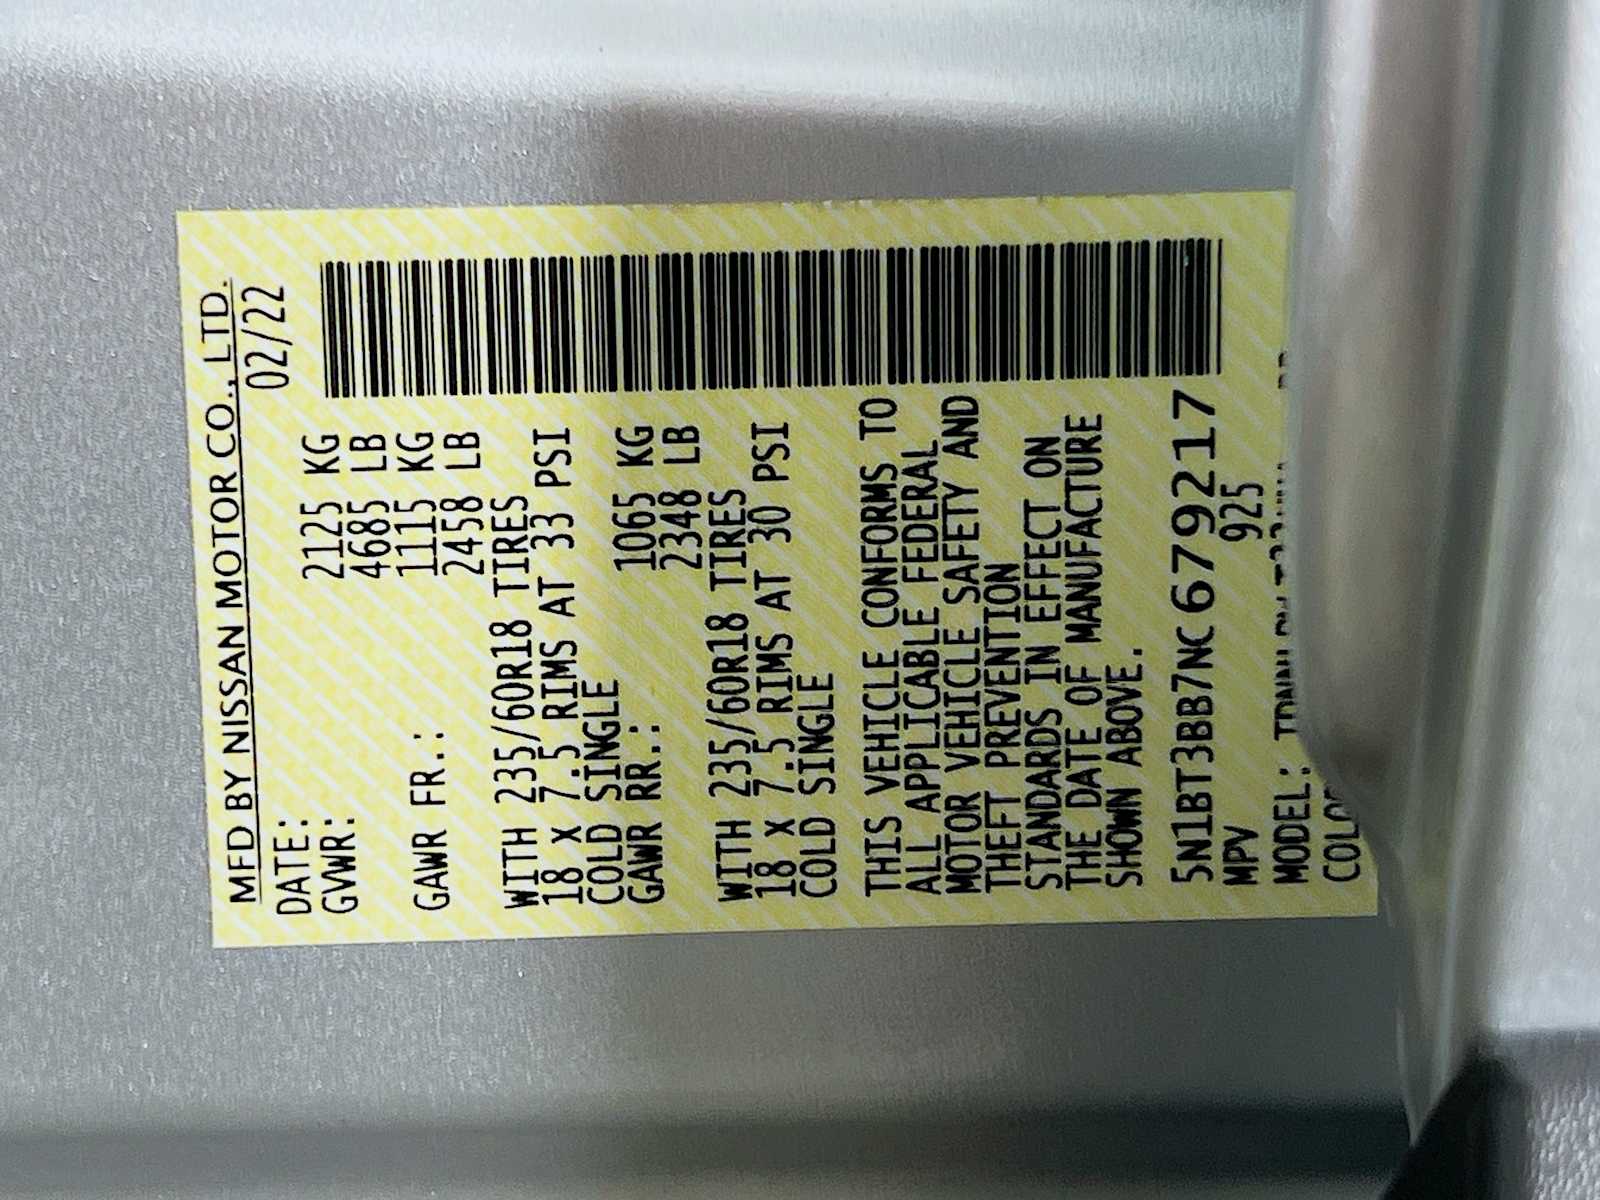 MFD BY NISSAN MOTOR CO., LTD.
DATE: 02/22
GVWR: 2125 KG
4685 LB
GAWR FR.: 1115 KG
2458 LB
WITH 235/60R18 TIRES
18 X 7.5 RIMS AT 33 PSI
COLD SINGLE
GAWR RR.: 1065 KG
2348 LB
WITH 235/60R18 TIRES
18 X 7.5 RIMS AT 30 PSI
COLD SINGLE
THIS VEHICLE CONFORMS TO
ALL APPLICABLE FEDERAL
MOTOR VEHICLE SAFETY AND
THEFT PREVENTION
STANDARDS IN EFFECT ON
THE DATE OF MANUFACTURE
SHOWN ABOVE.
5N1BT3BB7NC679217
MPV 925
MODEL: